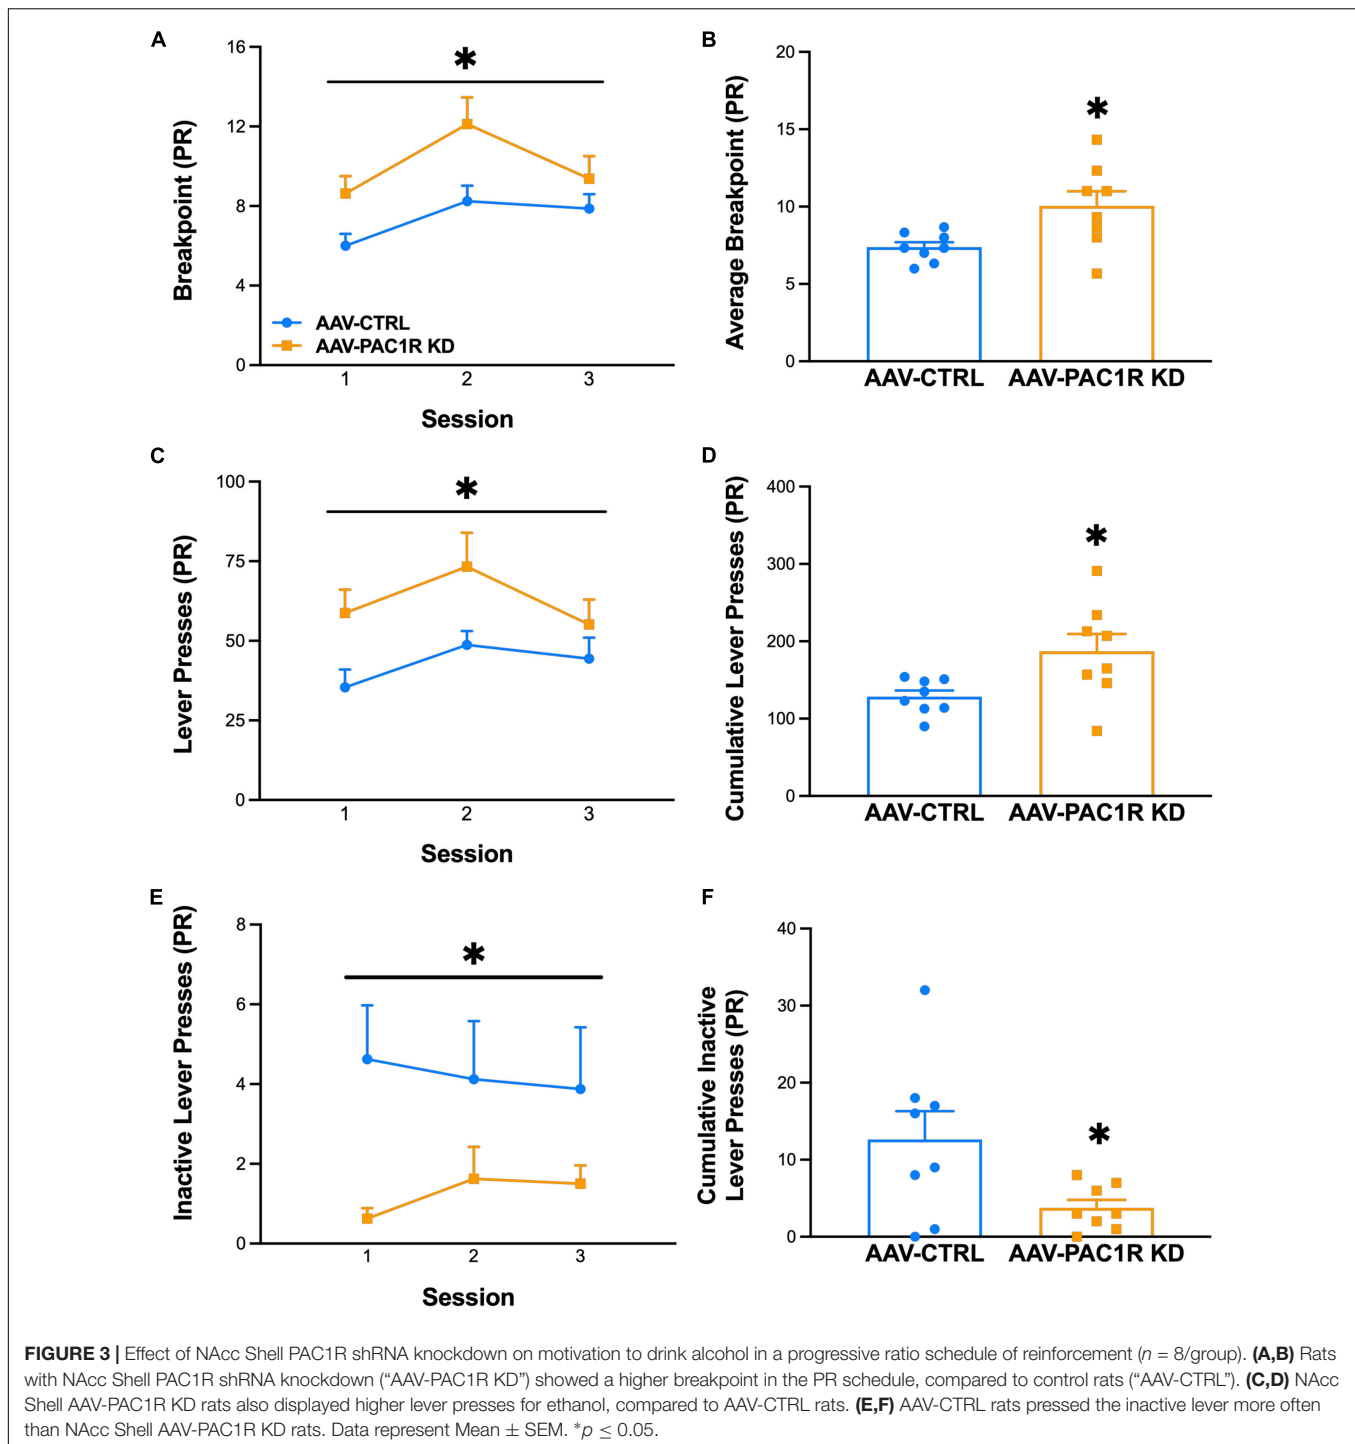 A
16
12
8
4
0
Breakpoint (PR)
*
AAV-CTRL
AAV-PAC1R KD
1 2 3
Session
B
20
15
10
5
0
Average Breakpoint (PR)
*
AAV-CTRL AAV-PAC1R KD
C
100
75
50
25
0
Lever Presses (PR)
*
1 2 3
Session
D
400
300
200
100
0
Cumulative Lever Presses (PR)
*
AAV-CTRL AAV-PAC1R KD
E
8
6
4
2
0
Inactive Lever Presses (PR)
*
1 2 3
Session
F
40
30
20
10
0
Cumulative Inactive
Lever Presses (PR)
*
AAV-CTRL AAV-PAC1R KD
FIGURE 3 | Effect of NAcc Shell PAC1R shRNA knockdown on motivation to drink alcohol in a progressive ratio schedule of reinforcement (n = 8/group). (A,B) Rats
with NAcc Shell PAC1R shRNA knockdown (“AAV-PAC1R KD”) showed a higher breakpoint in the PR schedule, compared to control rats (“AAV-CTRL”). (C,D) NAcc
Shell AAV-PAC1R KD rats also displayed higher lever presses for ethanol, compared to AAV-CTRL rats. (E,F) AAV-CTRL rats pressed the inactive lever more often
than NAcc Shell AAV-PAC1R KD rats. Data represent Mean ± SEM. *p ≤ 0.05.